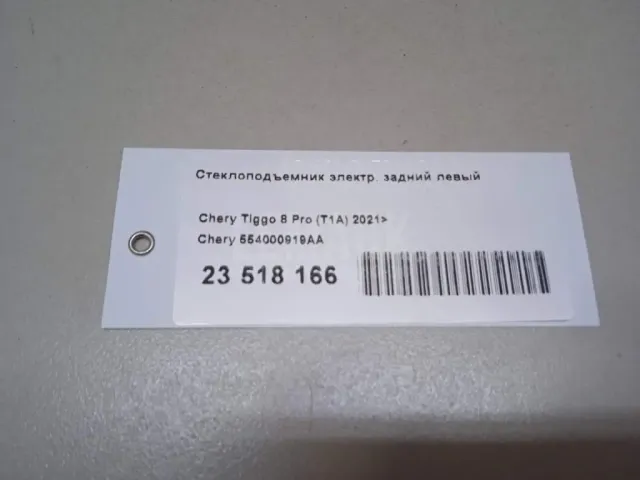 Стеклоподъемник электр. задний левый
Chery Tiggo 8 Pro (T1A) 2021>
Chery 554000919AA
23 518 166